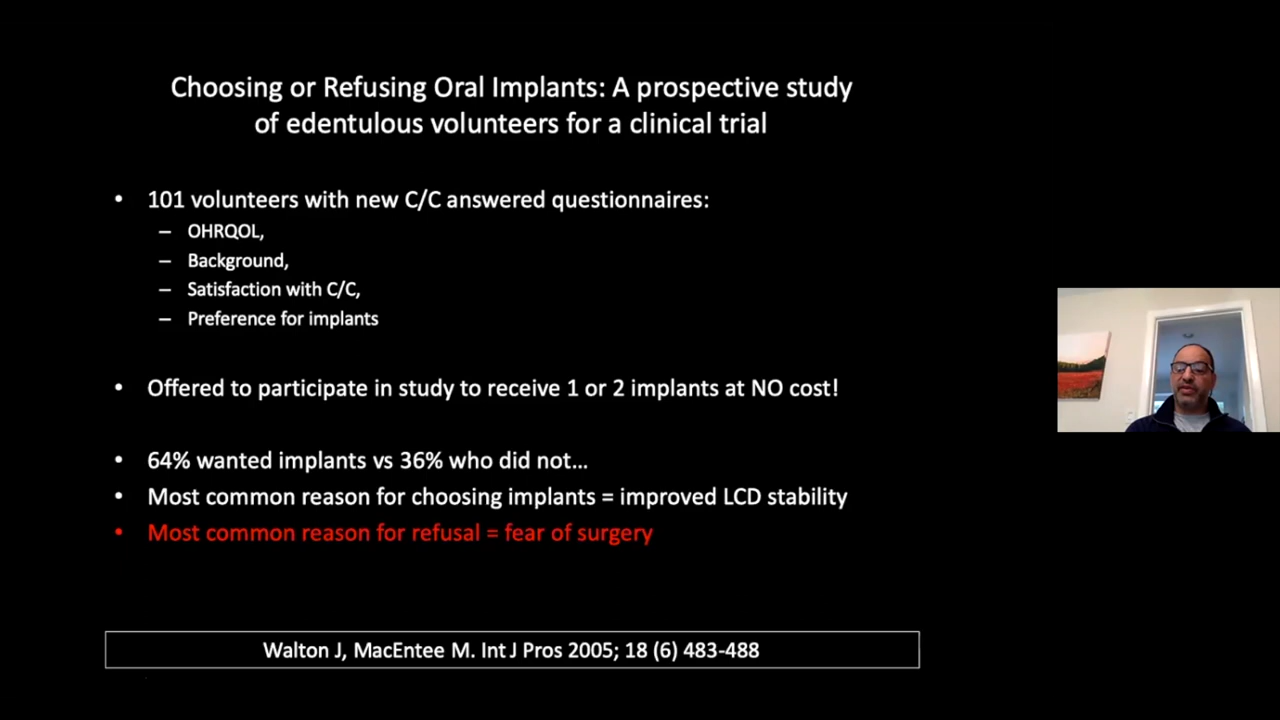 Choosing or Refusing Oral Implants: A prospective study
of edentulous volunteers for a clinical trial
• 101 volunteers with new C/C answered questionnaires:
– OHRQOL,
– Background,
– Satisfaction with C/C,
– Preference for implants
• Offered to participate in study to receive 1 or 2 implants at NO cost!
• 64% wanted implants vs 36% who did not…
• Most common reason for choosing implants = improved LCD stability
• Most common reason for refusal = fear of surgery
Walton J, MacEntee M. Int J Pros 2005; 18 (6) 483-488